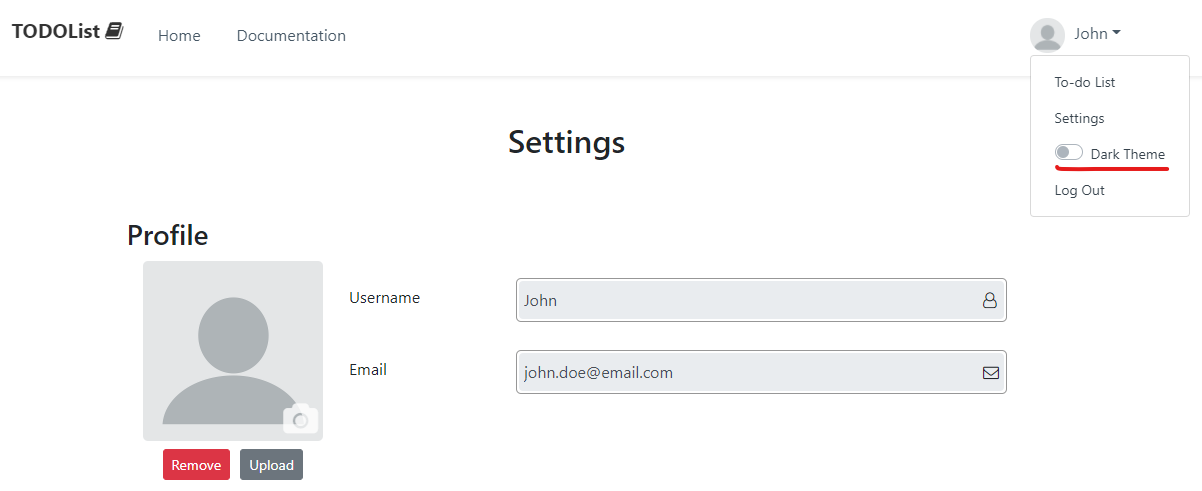 TODOList
Home
Documentation
John
To-do List
Settings
Dark Theme
Log Out
Settings
Profile
Username
John
Email
john.doe@email.com
Remove
Upload